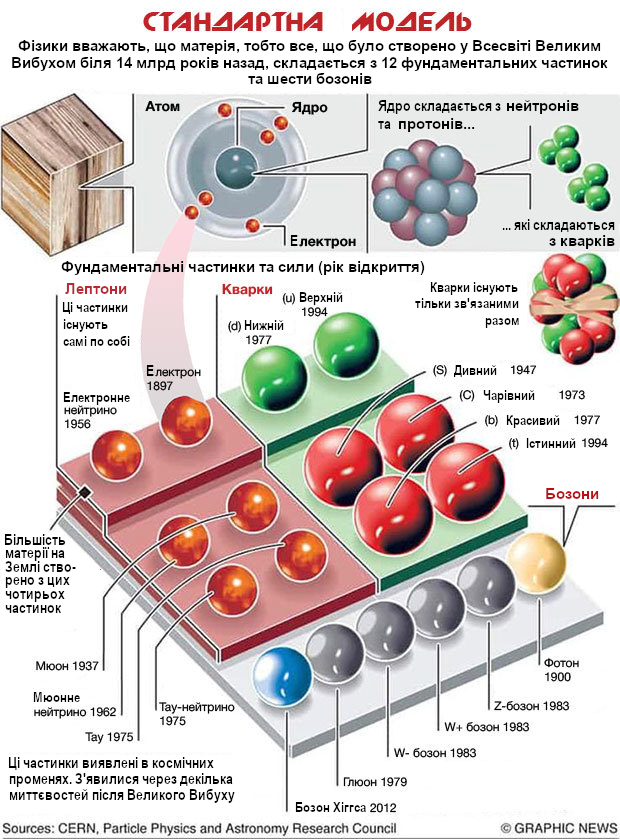 СТАНДАРТНА МОДЕЛЬ
Фізики вважають, що матерія, тобто все, що було створено у Всесвіті Великим
Вибухом біля 14 млрд років назад, складається з 12 фундаментальних частинок
та шести бозонів
Атом
Ядро
Електрон
Ядро складається з нейтронів
та протонів...
... які складаються
з кварків
Фундаментальні частинки та сили (рік відкриття)
Лептони
Ці частинки
існують
самі по собі
Кварки
(u) Верхній
1994
(d) Нижній
1977
Кварки існують
тільки зв'язаними
разом
Електрон
1897
Електронне
нейтрино
1956
(S) Дивний 1947
(C) Чарівний 1973
(b) Красивий 1977
(t) Істинний 1994
Бозони
Більшість
матерії на
Землі ство-
рено з цих
чотирьох
частинок
Мюон 1937
Мюонне
нейтрино 1962
Тау 1975
Тау-нейтрино
1975
Фотон
1900
Z-бозон 1983
W+ бозон 1983
W- бозон 1983
Глюон 1979
Бозон Хіггса 2012
Ці частинки виявлені в космічних
променях. З'явилися через декілька
миттєвостей після Великого Вибуху
Sources: CERN, Particle Physics and Astronomy Research Council
© GRAPHIC NEWS